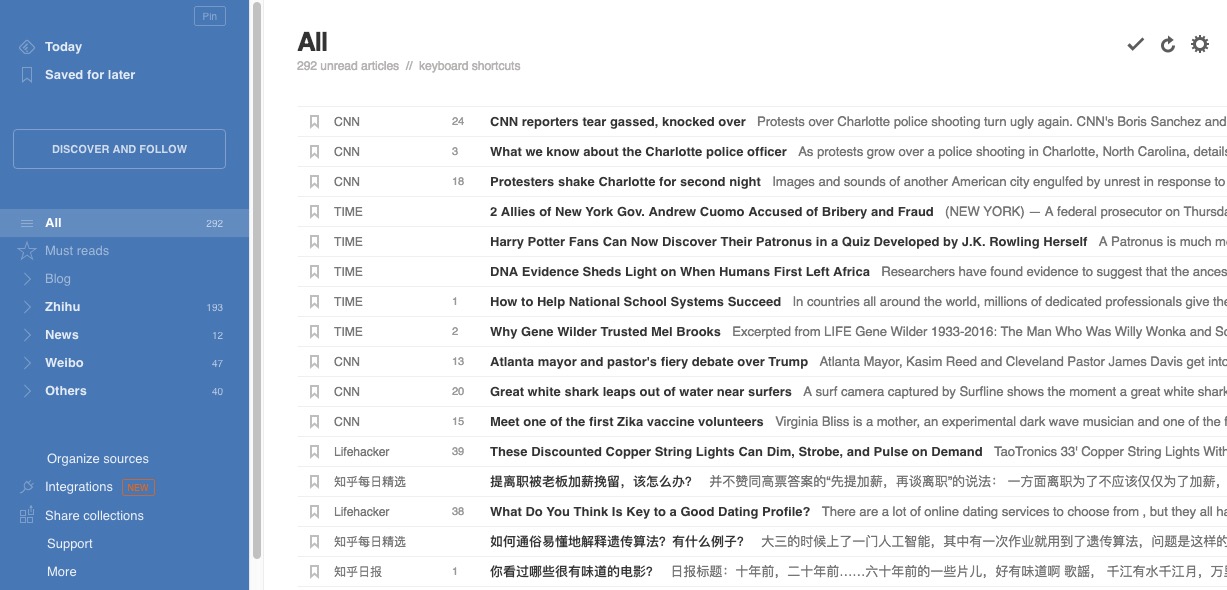 Pin
Today
Saved for later
DISCOVER AND FOLLOW
All 292
Must reads
Blog
Zhihu 193
News 12
Weibo 47
Others 40
Organize sources
Integrations NEW
Share collections
Support
More
All
292 unread articles // keyboard shortcuts
CNN 24 CNN reporters tear gassed, knocked over Protests over Charlotte police shooting turn ugly again. CNN's Boris Sanchez and
CNN 3 What we know about the Charlotte police officer As protests grow over a police shooting in Charlotte, North Carolina, details
CNN 18 Protesters shake Charlotte for second night Images and sounds of another American city engulfed by unrest in response to
TIME 2 Allies of New York Gov. Andrew Cuomo Accused of Bribery and Fraud (NEW YORK) — A federal prosecutor on Thursda
TIME Harry Potter Fans Can Now Discover Their Patronus in a Quiz Developed by J.K. Rowling Herself A Patronus is much m
TIME DNA Evidence Sheds Light on When Humans First Left Africa Researchers have found evidence to suggest that the ances
TIME 1 How to Help National School Systems Succeed In countries all around the world, millions of dedicated professionals give the
TIME 2 Why Gene Wilder Trusted Mel Brooks Excerpted from LIFE Gene Wilder 1933-2016: The Man Who Was Willy Wonka and So
CNN 13 Atlanta mayor and pastor's fiery debate over Trump Atlanta Mayor, Kasim Reed and Cleveland Pastor James Davis get into
CNN 20 Great white shark leaps out of water near surfers A surf camera captured by Surfline shows the moment a great white shark
CNN 15 Meet one of the first Zika vaccine volunteers Virginia Bliss is a mother, an experimental dark wave musician and one of the f
Lifehacker 39 These Discounted Copper String Lights Can Dim, Strobe, and Pulse on Demand TaoTronics 33' Copper String Lights With
知乎每日精选 提离职被老板加薪挽留，该怎么办？ 并不赞同高票答案的“先提加薪，再谈离职”的说法： 一方面离职为了不应该仅仅为了加薪，
Lifehacker 38 What Do You Think Is Key to a Good Dating Profile? There are a lot of online dating services to choose from , but they all ha
知乎每日精选 如何通俗易懂地解释遗传算法？有什么例子？ 大三的时候上了一门人工智能，其中有一次作业就用到了遗传算法，问题是这样的
知乎日报 1 你看过哪些很有味道的电影？ 日报标题：十年前，二十年前……六十年前的一些片儿，好有味道啊 歌謡， 千江有水千江月，万里